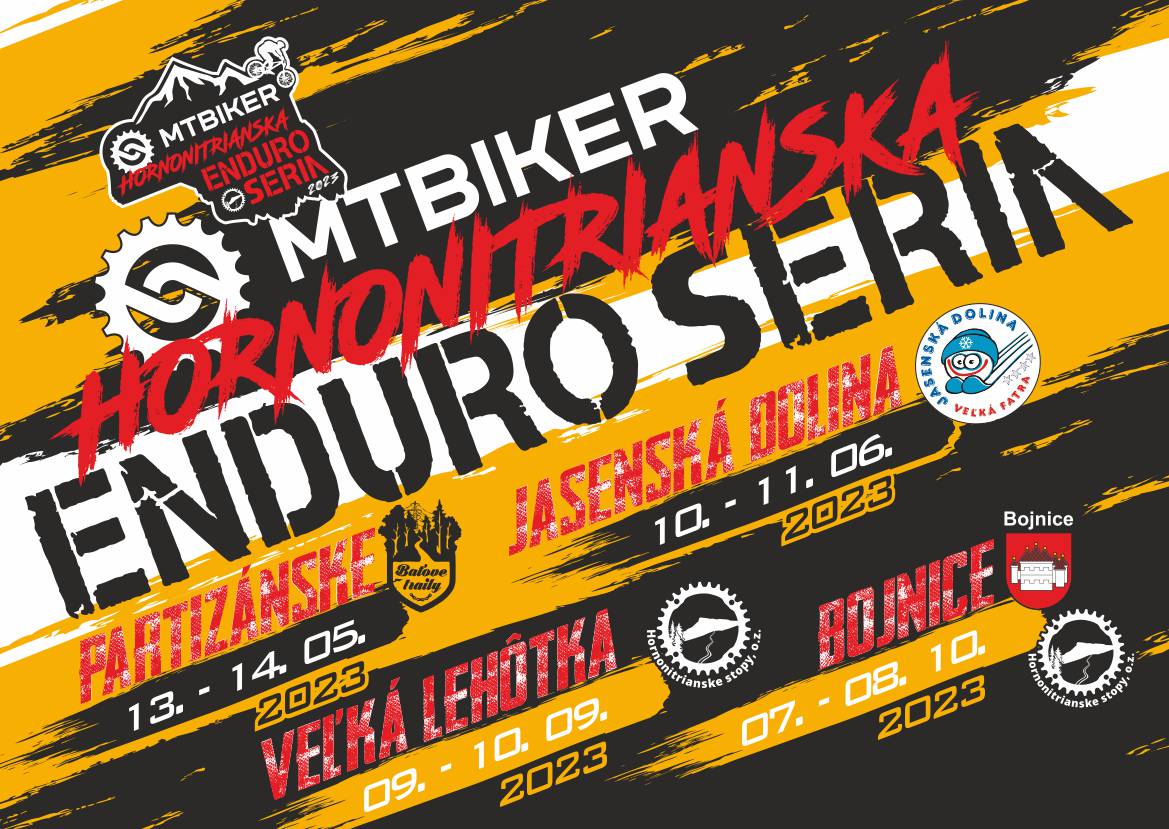 MTBIKER
HORNONITRIANSKA
ENDURO
SERIA
2023
MTBIKER
HORNONITRIANSKA
ENDURO SERIA
JASENSKÁ DOLINA
10. - 11. 06.
2023
JASENSKÁ DOLINA
VEĽKÁ FATRA
PARTIZÁNSKE
13. - 14. 05.
2023
Baťove
Traily
VEĽKÁ LEHÔTKA
09. - 10. 09.
2023
Hornonitrianske stopy, o.z.
BOJNICE
07. - 08. 10.
2023
Bojnice
Hornonitrianske stopy, o.z.